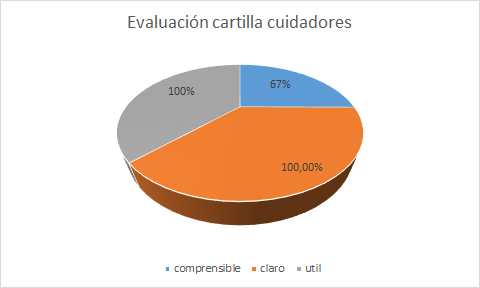 Evaluación cartilla cuidadores
67%
100%
100,00%
comprensible claro util